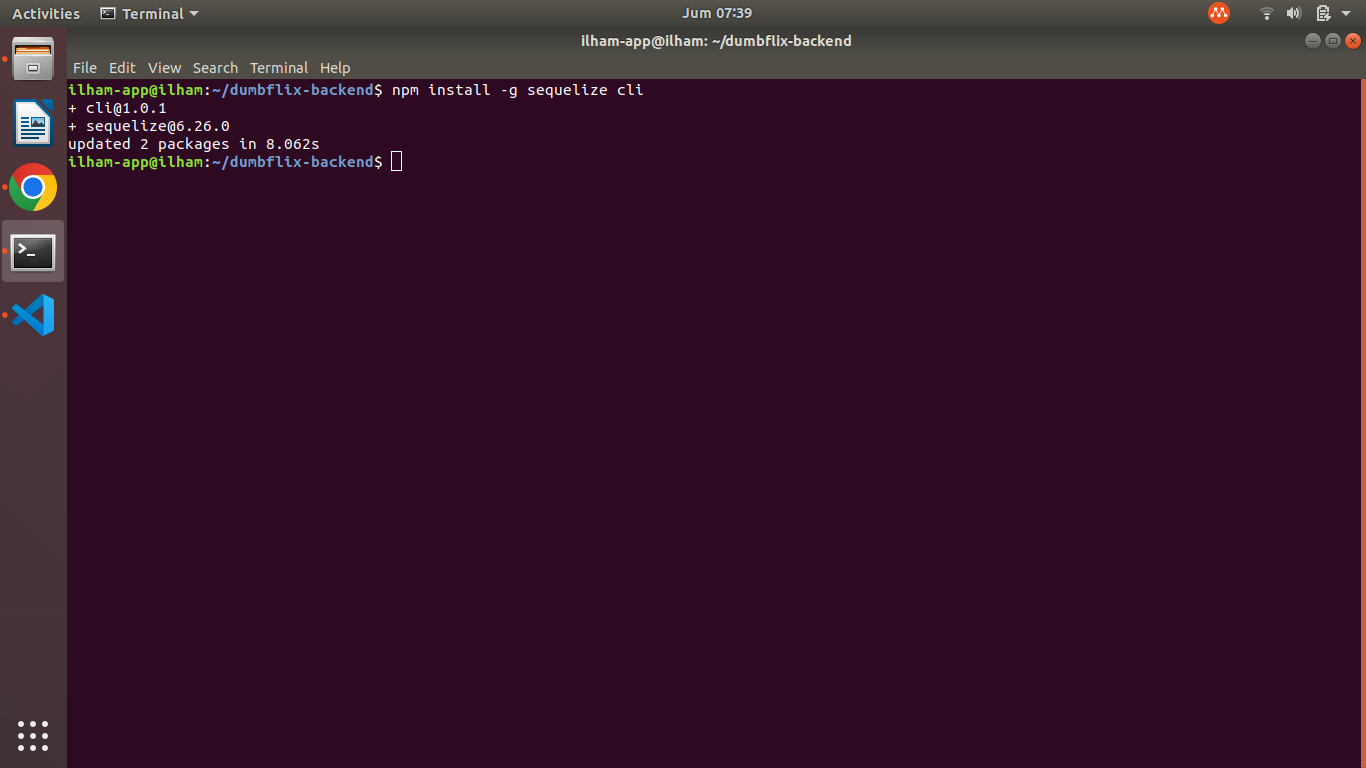 Activities Terminal Jum 07:39
ilham-app@ilham: ~/dumbflix-backend
File Edit View Search Terminal Help
ilham-app@ilham:~/dumbflix-backend$ npm install -g sequelize cli
+ cli@1.0.1
+ sequelize@6.26.0
updated 2 packages in 8.062s
ilham-app@ilham:~/dumbflix-backend$